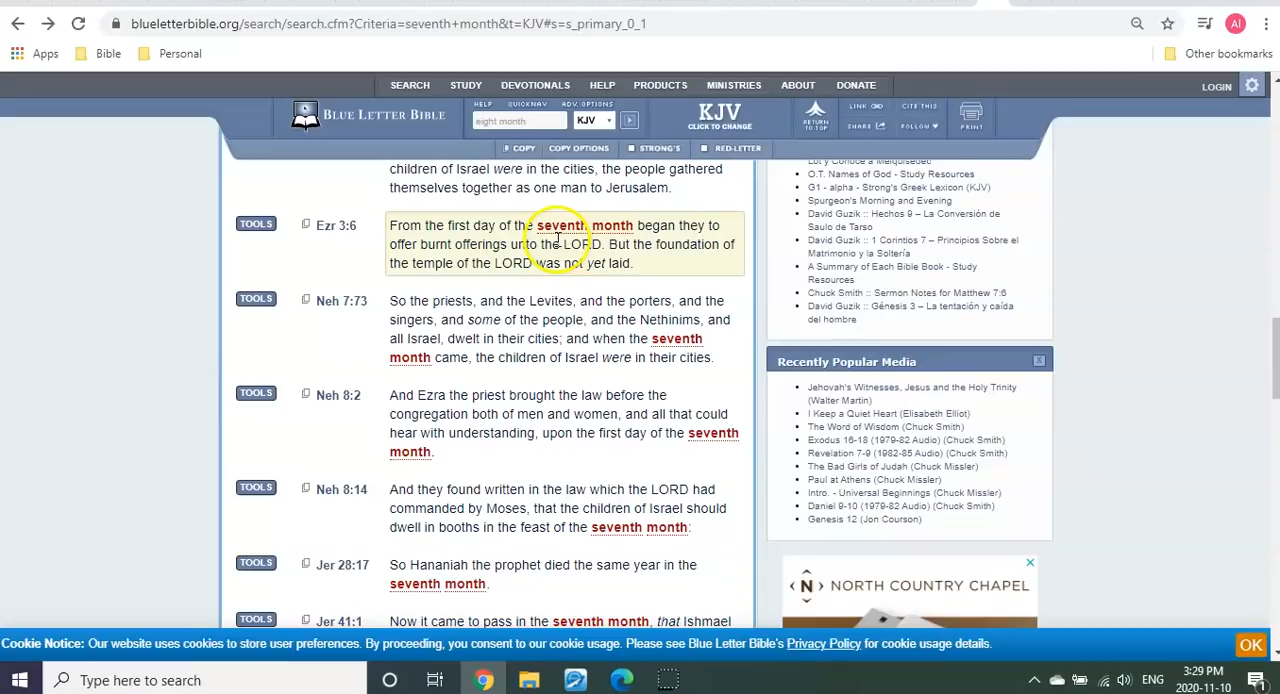 blueletterbible.org/search/search.cfm?Criteria=seventh+month&t=KJV#s=s_primary_0_1
AI
Apps
Bible
Personal
Other bookmarks
SEARCH STUDY DEVOTIONALS HELP PRODUCTS MINISTRIES ABOUT DONATE
LOGIN
BLUE LETTER BIBLE
HELP QUICKNAV ADV. OPTIONS
eight month
KJV
KJV
CLICK TO CHANGE
RETURN
TO TOP
LINK
CITE THIS
SHARE
FOLLOW
PRINT
COPY COPY OPTIONS STRONG'S RED-LETTER
children of Israel were in the cities, the people gathered
themselves together as one man to Jerusalem.
TOOLS
Ezr 3:6
From the first day of the seventh month began they to
offer burnt offerings unto the LORD. But the foundation of
the temple of the LORD was not yet laid.
TOOLS
Neh 7:73
So the priests, and the Levites, and the porters, and the
singers, and some of the people, and the Nethinims, and
all Israel, dwelt in their cities; and when the seventh
month came, the children of Israel were in their cities.
TOOLS
Neh 8:2
And Ezra the priest brought the law before the
congregation both of men and women, and all that could
hear with understanding, upon the first day of the seventh
month.
TOOLS
Neh 8:14
And they found written in the law which the LORD had
commanded by Moses, that the children of Israel should
dwell in booths in the feast of the seventh month:
TOOLS
Jer 28:17
So Hananiah the prophet died the same year in the
seventh month.
TOOLS
Jer 41:1
Now it came to pass in the seventh month, that Ishmael
Lot y Conoce a Melquisedec
O.T. Names of God - Study Resources
G1 - alpha - Strong's Greek Lexicon (KJV)
Spurgeon's Morning and Evening
David Guzik :: Hechos 9 – La Conversión de
Saulo de Tarso
David Guzik :: 1 Corintios 7 – Principios Sobre el
Matrimonio y la Soltería
A Summary of Each Bible Book - Study
Resources
Chuck Smith :: Sermon Notes for Matthew 7:6
David Guzik :: Génesis 3 – La tentación y caída
del hombre
Recently Popular Media
x
Jehovah's Witnesses, Jesus and the Holy Trinity
(Walter Martin)
I Keep a Quiet Heart (Elisabeth Elliot)
The Word of Wisdom (Chuck Smith)
Exodus 16-18 (1979-82 Audio) (Chuck Smith)
Revelation 7-9 (1982-85 Audio) (Chuck Smith)
The Bad Girls of Judah (Chuck Missler)
Paul at Athens (Chuck Missler)
Intro. - Universal Beginnings (Chuck Missler)
Daniel 9-10 (1979-82 Audio) (Chuck Smith)
Genesis 12 (Jon Courson)
N NORTH COUNTRY CHAPEL
Cookie Notice: Our website uses cookies to store user preferences. By proceeding, you consent to our cookie usage. Please see Blue Letter Bible's Privacy Policy for cookie usage details.
OK
Type here to search
ENG
3:29 PM
2020-11-10
1